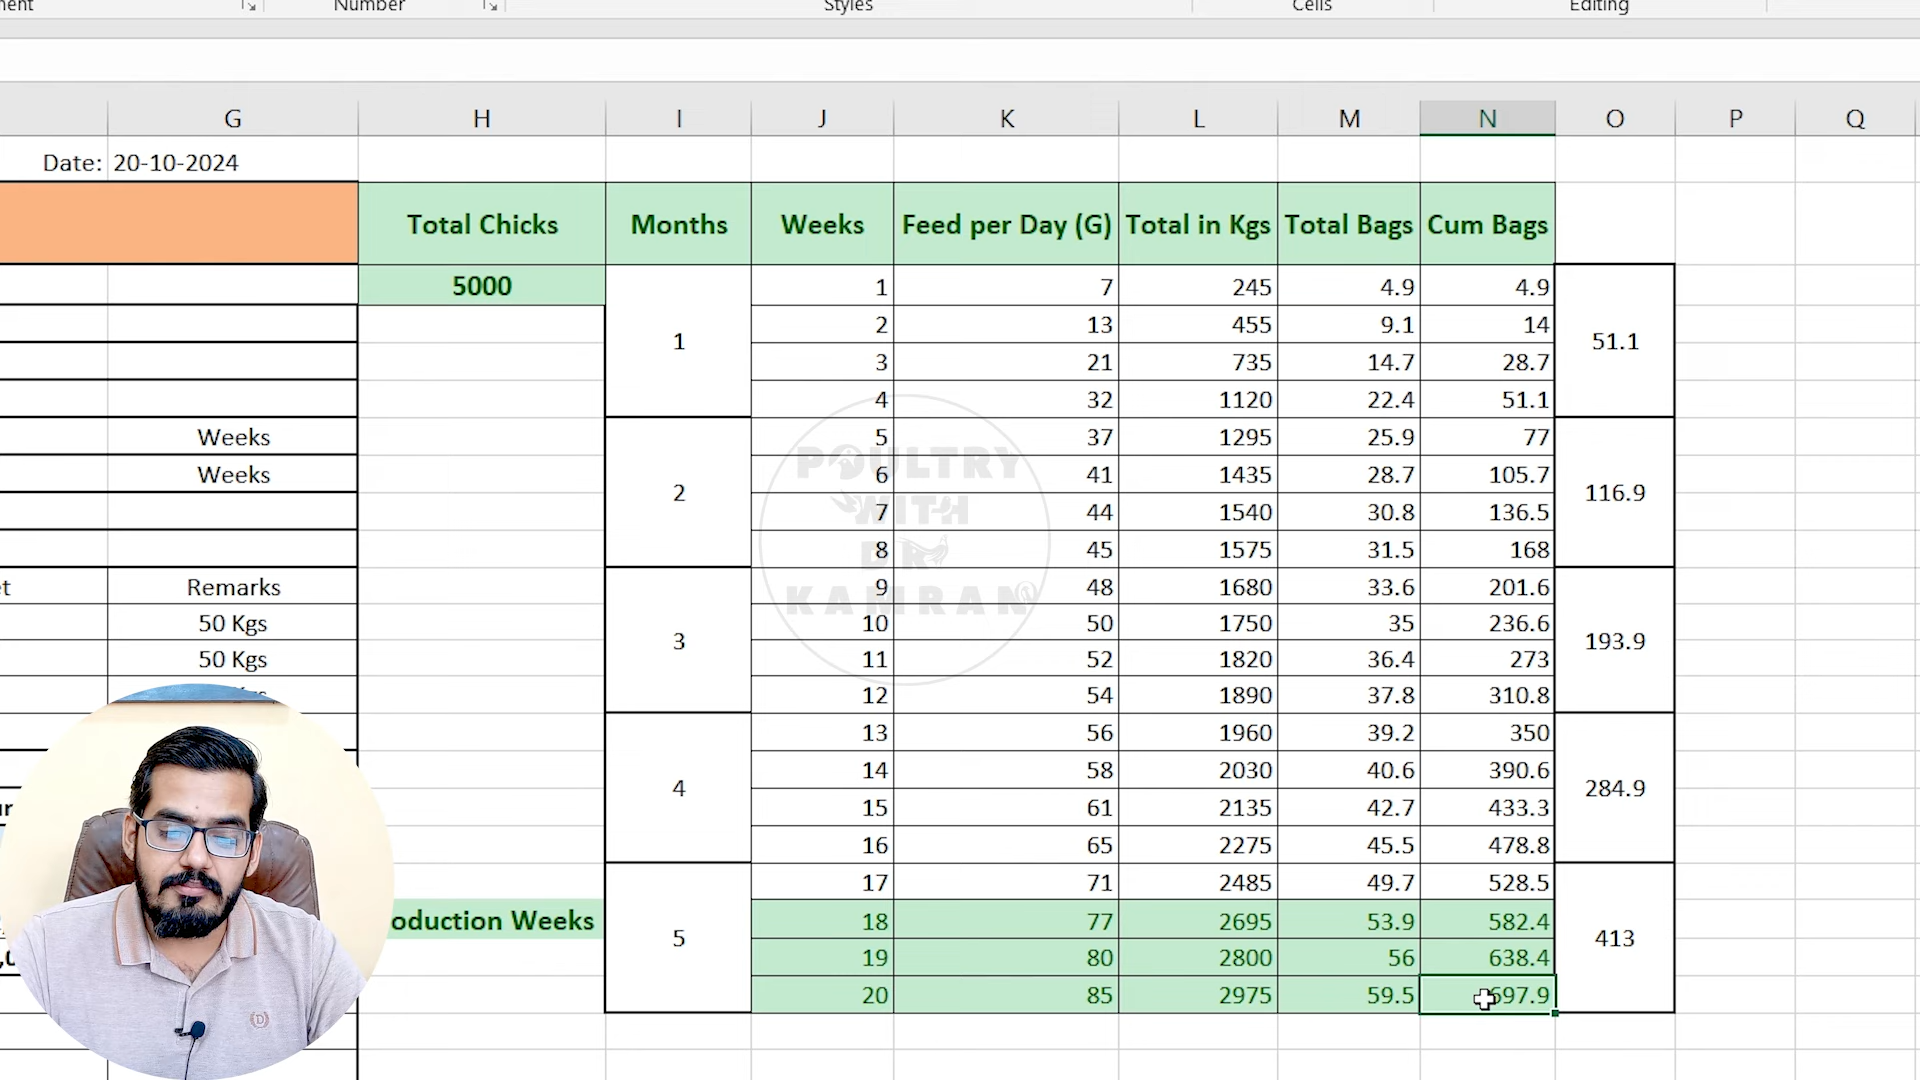 Number
Styles
Cells
Editing
G H I J K L M N O P Q
Date: 20-10-2024
Total Chicks Months Weeks Feed per Day (G) Total in Kgs Total Bags Cum Bags
5000 1 7 245 4.9 4.9
2 13 455 9.1 14
1 51.1
3 21 735 14.7 28.7
4 32 1120 22.4 51.1
Weeks 5 37 1295 25.9 77
Weeks 6 41 1435 28.7 105.7
2 116.9
7 44 1540 30.8 136.5
8 45 1575 31.5 168
Remarks 9 48 1680 33.6 201.6
50 Kgs 10 50 1750 35 236.6
3 193.9
50 Kgs 11 52 1820 36.4 273
12 54 1890 37.8 310.8
13 56 1960 39.2 350
14 58 2030 40.6 390.6
4 284.9
15 61 2135 42.7 433.3
16 65 2275 45.5 478.8
17 71 2485 49.7 528.5
oduction Weeks 18 77 2695 53.9 582.4
5 413
19 80 2800 56 638.4
20 85 2975 59.5 697.9
POULTRY
WITH
DR
KAMRAN